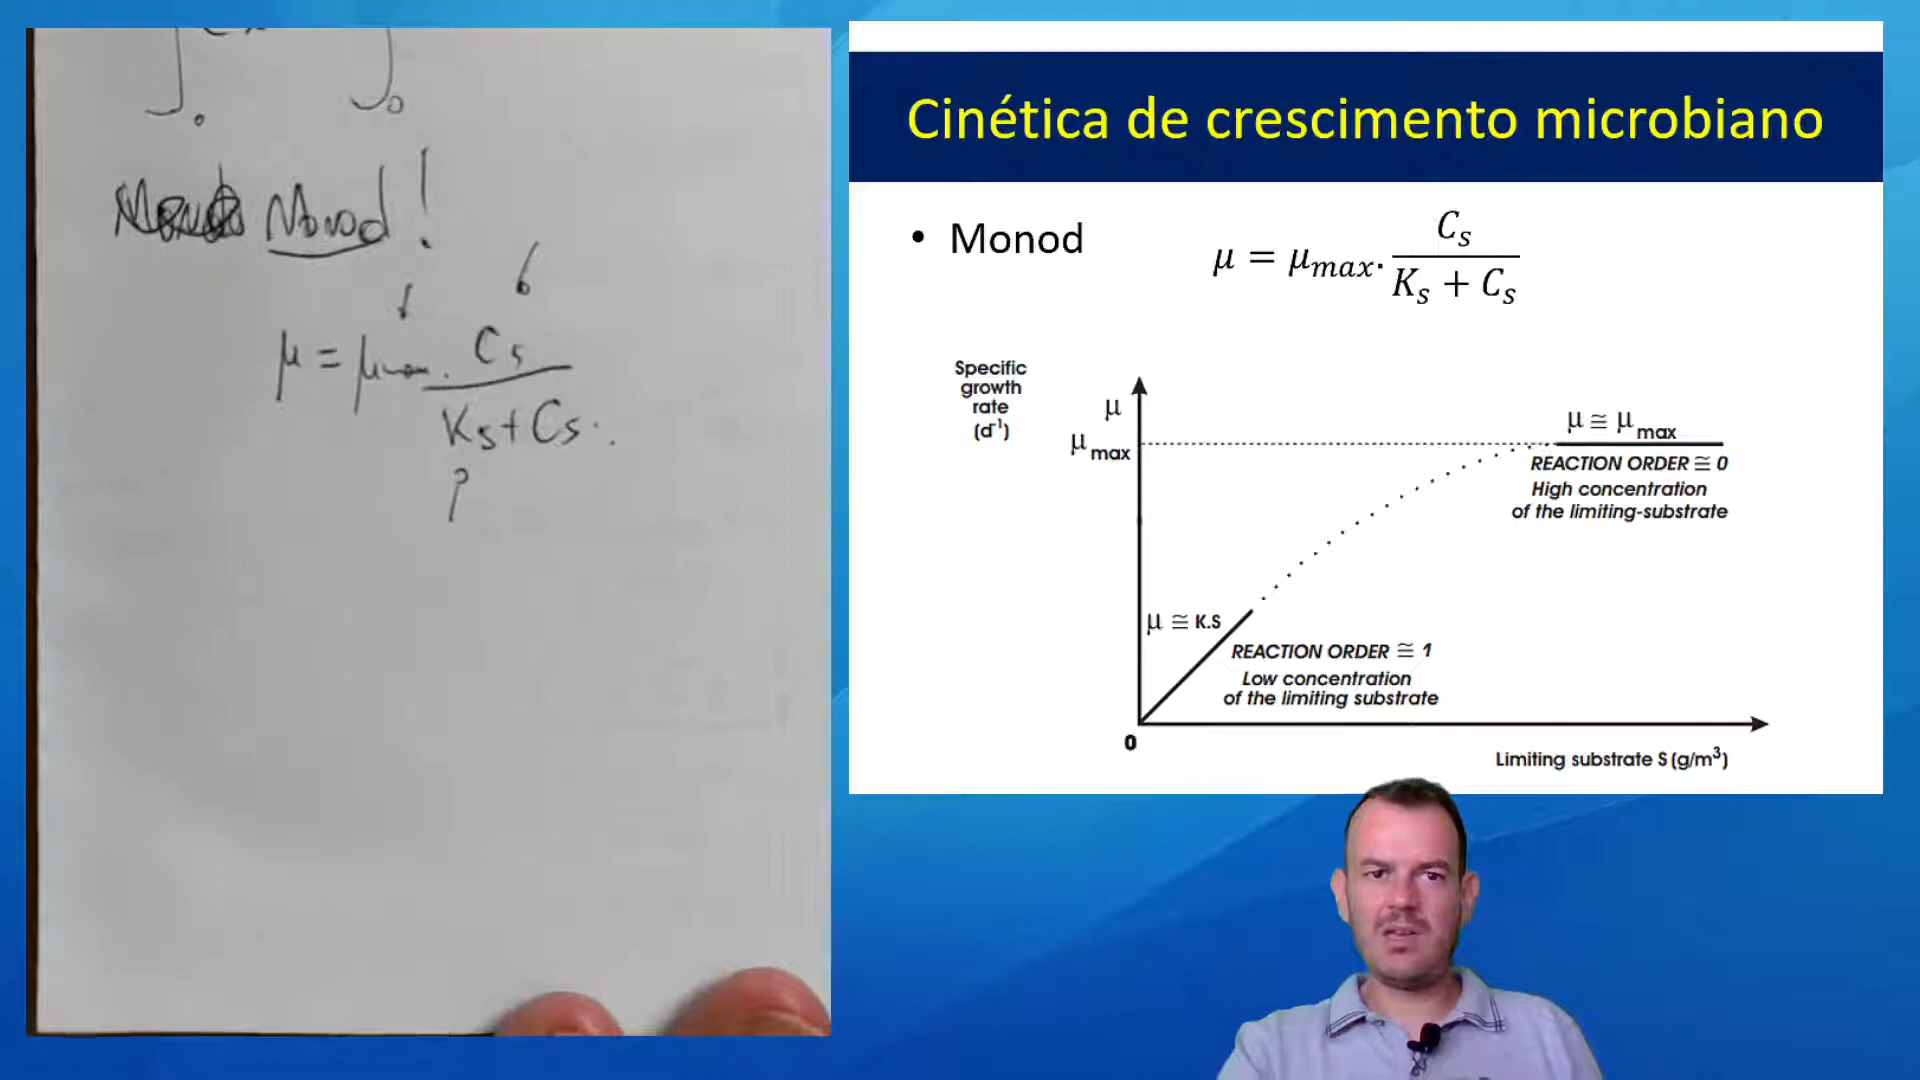 Monod!
μ = μmax . Cs
Ks + Cs
?
Cinética de crescimento microbiano
• Monod
μ = μmax. Cs
Ks + Cs
Specific
growth
rate
(d⁻¹)
μ
μ max
μ ≅ μ max
REACTION ORDER ≅ 0
High concentration
of the limiting-substrate
μ ≅ K.S
REACTION ORDER ≅ 1
Low concentration
of the limiting substrate
0
Limiting substrate S (g/m³)